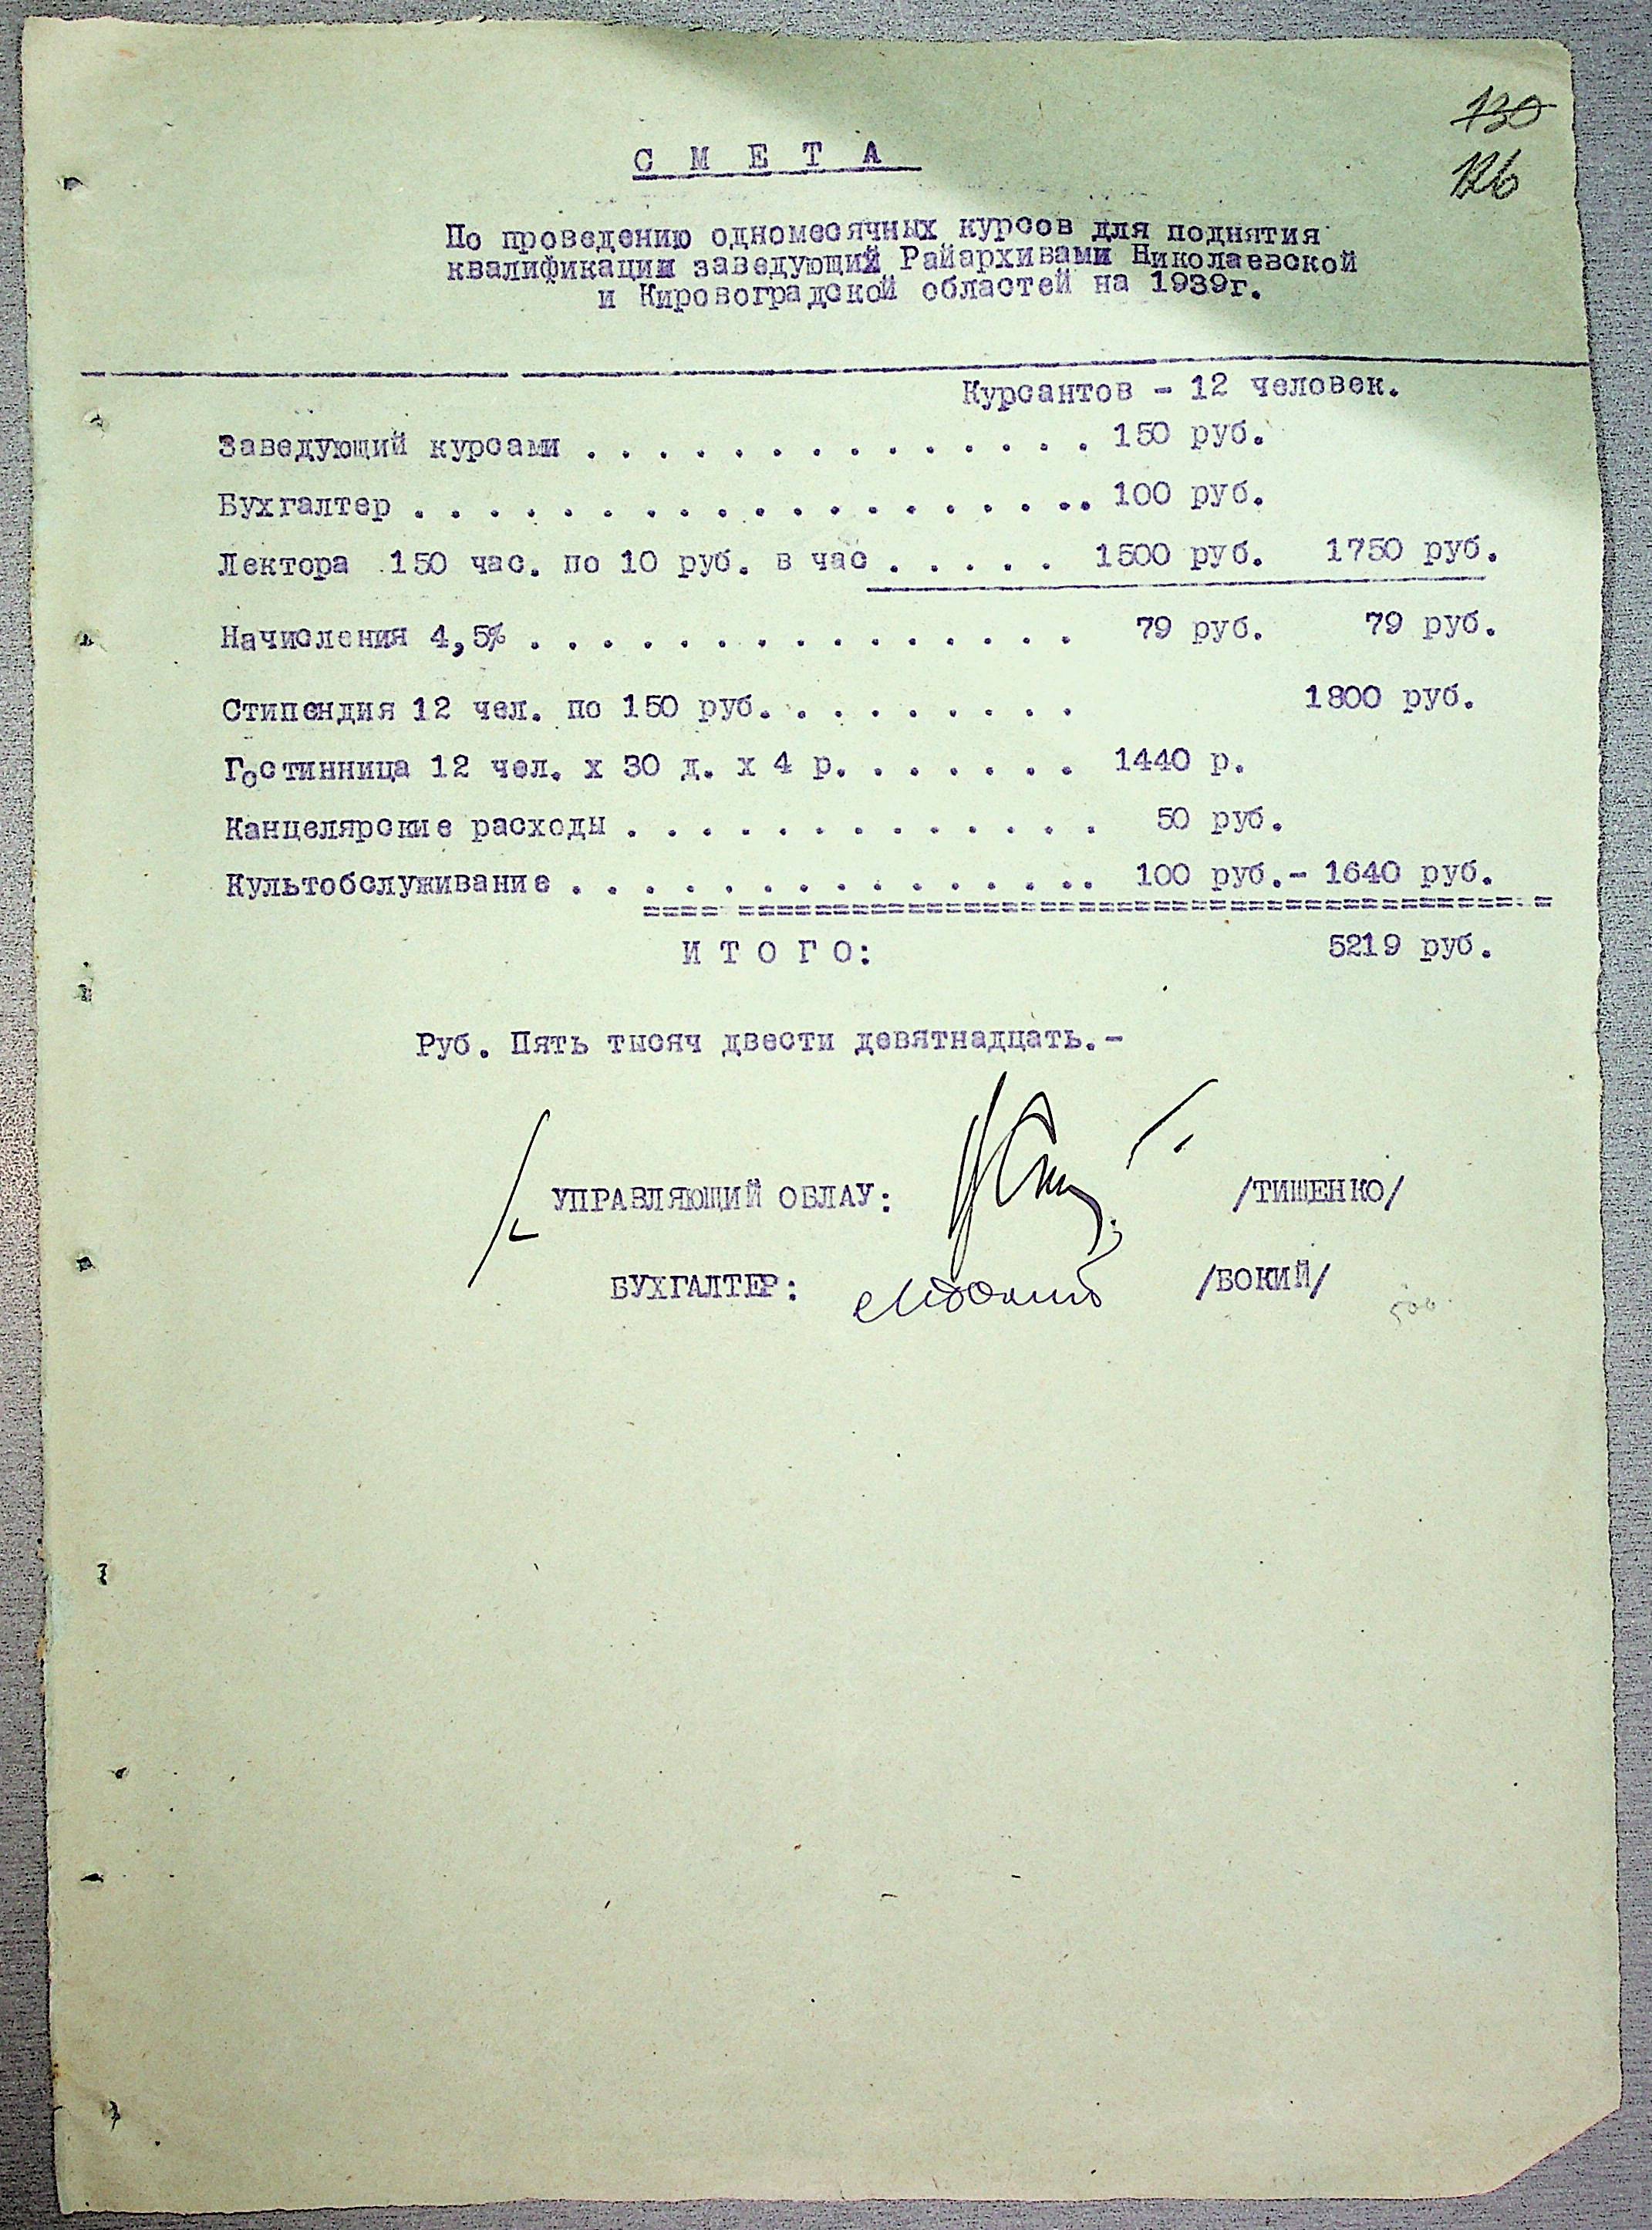 130
126
С М Е Т А
По проведению одномесячных курсов для поднятия
квалификации заведующий Райархивами Николаевской
и Кировоградской областей на 1939г.
Курсантов - 12 человек.
Заведующий курсами . . . . . . . . . . . . . . 150 руб.
Бухгалтер . . . . . . . . . . . . . . . . . . .. 100 руб.
Лектора 150 час. по 10 руб. в час . . . . . 1500 руб. 1750 руб.
Начисления 4,5% . . . . . . . . . . . . . . . 79 руб. 79 руб.
Стипендия 12 чел. по 150 руб. . . . . . . . . 1800 руб.
Гостинница 12 чел. х 30 д. х 4 р. . . . . . . 1440 р.
Канцелярские расходы . . . . . . . . . . . . . 50 руб.
Культобслуживание . . . . . . . . . . . . . .. 100 руб.- 1640 руб.
И Т О Г О: 5219 руб.
Руб. Пять тысяч двести девятнадцать.-
УПРАВЛЯЮЩИЙ ОБЛАУ: /ТИШЕНКО/
БУХГАЛТЕР: /БОКИЙ/
500